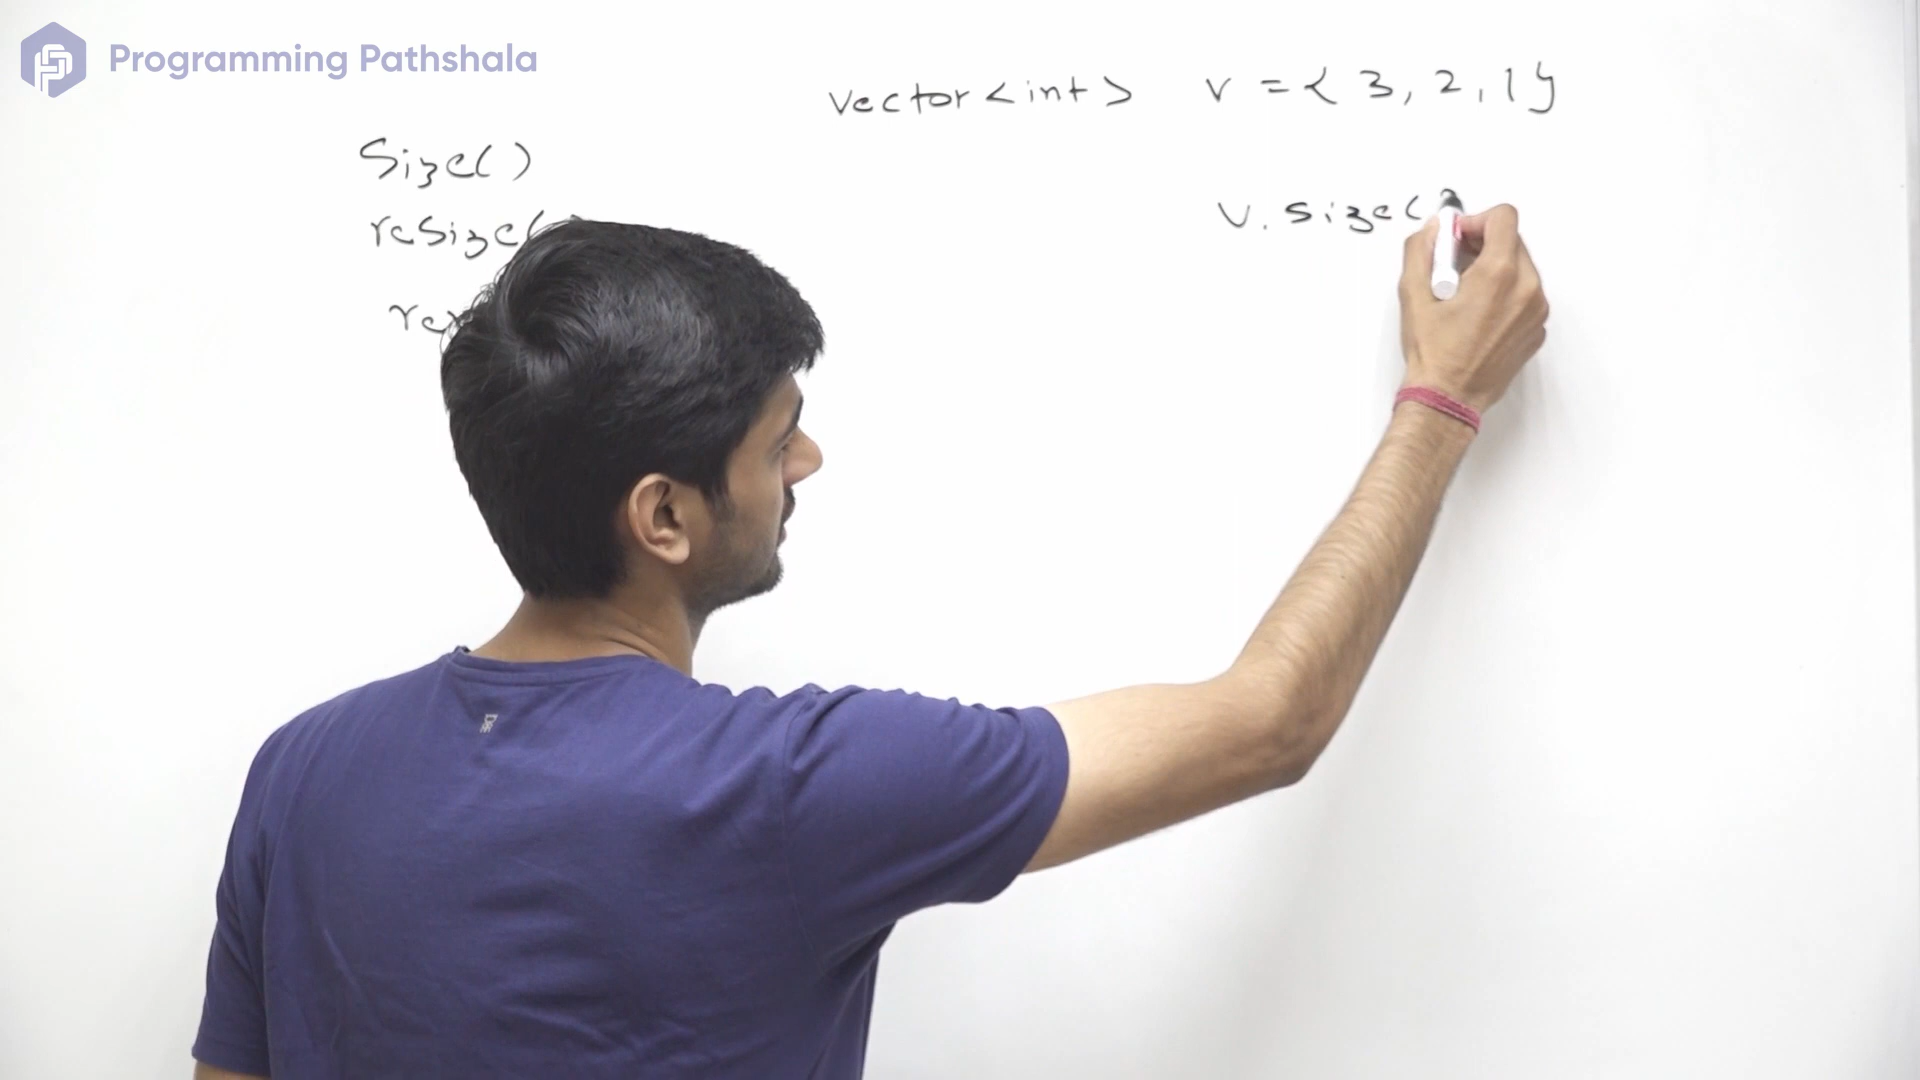 Programming Pathshala
vector<int> v = { 3, 2, 1 }
Size()
resize(
v. size(